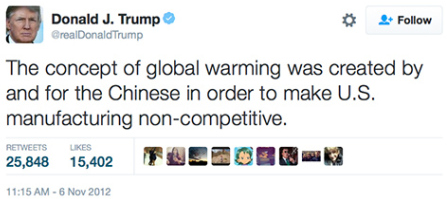 Donald J. Trump
@realDonaldTrump
Follow
The concept of global warming was created by
and for the Chinese in order to make U.S.
manufacturing non-competitive.
RETWEETS LIKES
25,848 15,402
11:15 AM - 6 Nov 2012